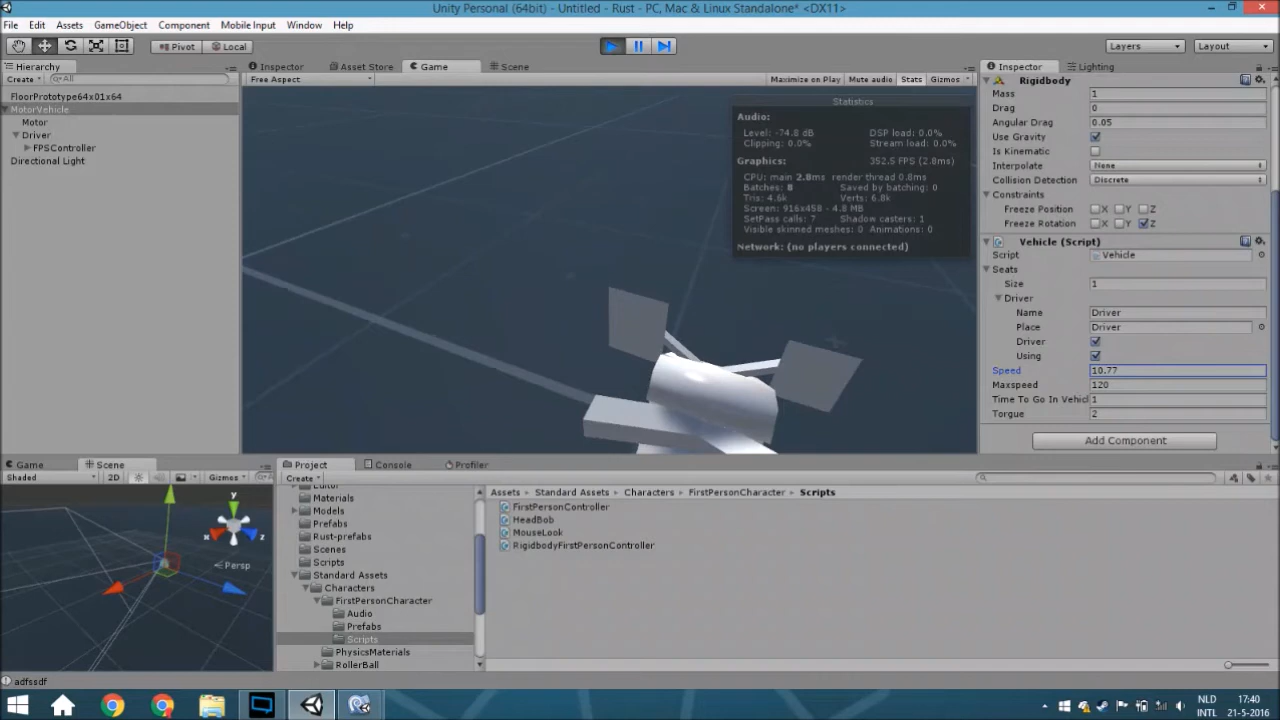 Unity Personal (64bit) - Untitled - Rust - PC, Mac & Linux Standalone* <DX11>
File Edit Assets GameObject Component Mobile Input Window Help
Pivot Local Layers Layout
Hierarchy
Create All
FloorPrototype64x01x64
MotorVehicle
Motor
Driver
FPSController
Directional Light
Inspector Asset Store Game Scene
Free Aspect Maximize on Play Mute audio Stats Gizmos
Statistics
Audio:
Level: -74.8 dB DSP load: 0.0%
Clipping: 0.0% Stream load: 0.0%
Graphics: 352.5 FPS (2.8ms)
CPU: main 2.8ms render thread 0.8ms
Batches: 8 Saved by batching: 0
Tris: 4.6k Verts: 6.8k
Screen: 916x458 - 4.8 MB
SetPass calls: 7 Shadow casters: 1
Visible skinned meshes: 0 Animations: 0
Network: (no players connected)
Inspector Lighting
Rigidbody
Mass 1
Drag 0
Angular Drag 0.05
Use Gravity
Is Kinematic
Interpolate None
Collision Detection Discrete
Constraints
Freeze Position X Y Z
Freeze Rotation X Y Z
Vehicle (Script)
Script Vehicle
Seats
Size 1
Driver
Name Driver
Place Driver
Driver
Using
Speed 10.77
Maxspeed 120
Time To Go In Vehicl 1
Torgue 2
Add Component
Game Scene
Shaded 2D Gizmos
y
x z
Persp
Project Console Profiler
Create
Editor
Materials
Models
Prefabs
Rust-prefabs
Scenes
Scripts
Standard Assets
Characters
FirstPersonCharacter
Audio
Prefabs
Scripts
PhysicsMaterials
RollerBall
Assets Standard Assets Characters FirstPersonCharacter Scripts
FirstPersonController
HeadBob
MouseLook
RigidbodyFirstPersonController
adfssdf
NLD 17:40
INTL 21-5-2016